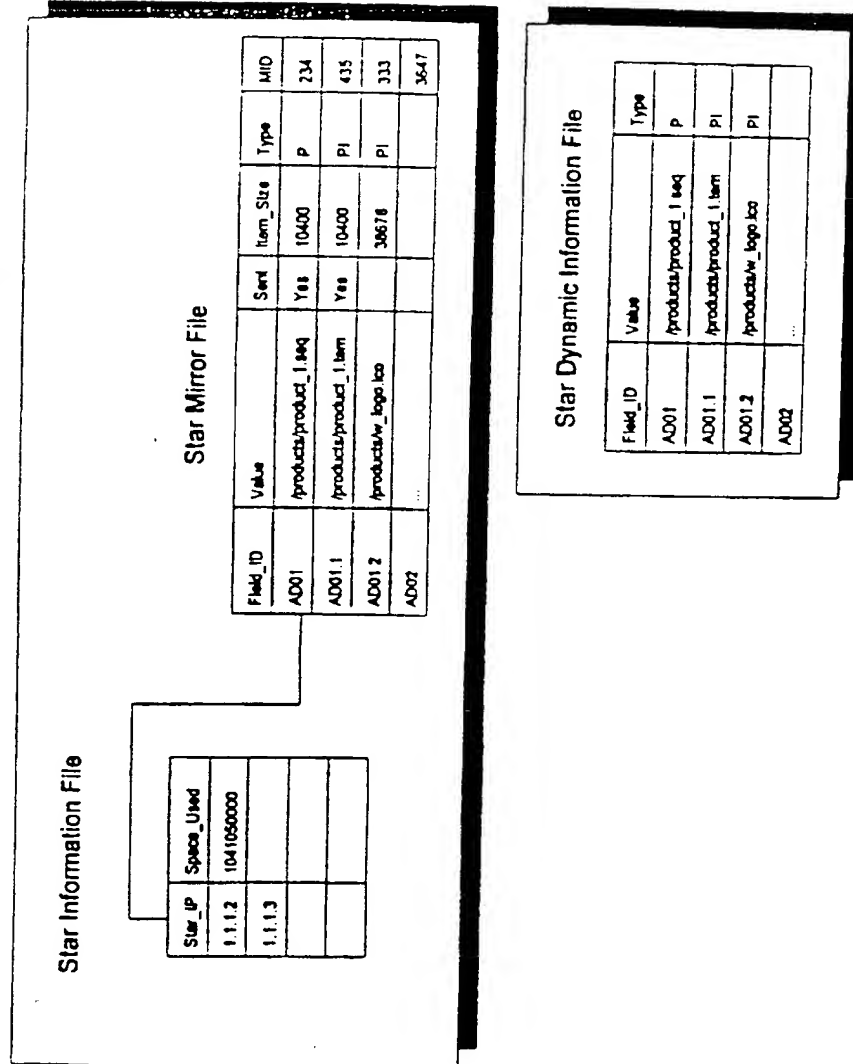 Star Information File
Star_IP Space_Used
1.1.1.2 1041050000
1.1.1.3
Star Mirror File
Field_ID Value Sent Item_Size Type MID
AD01 /products/product_1.seq Yes 10400 P 234
AD01.1 /products/product_1.tem Yes 10400 PI 435
AD01.2 /products/w_logo.ico 38678 PI 333
AD02 ... 3647
Star Dynamic Information File
Field_ID Value Type
AD01 /products/product_1.seq P
AD01.1 /products/product_1.tem PI
AD01.2 /products/w_logo.ico PI
AD02 ...